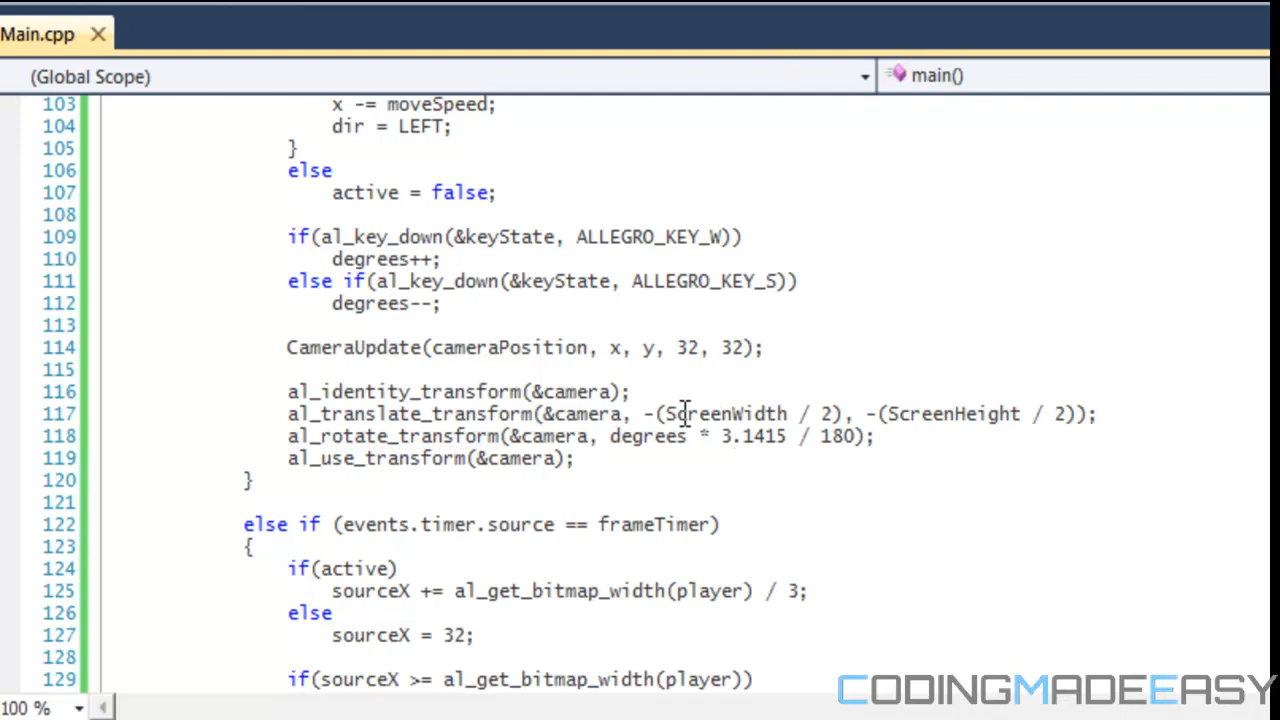 Main.cpp
(Global Scope) main()
103 x -= moveSpeed;
104 dir = LEFT;
105 }
106 else
107 active = false;
108
109 if(al_key_down(&keyState, ALLEGRO_KEY_W))
110 degrees++;
111 else if(al_key_down(&keyState, ALLEGRO_KEY_S))
112 degrees--;
113
114 CameraUpdate(cameraPosition, x, y, 32, 32);
115
116 al_identity_transform(&camera);
117 al_translate_transform(&camera, -(ScreenWidth / 2), -(ScreenHeight / 2));
118 al_rotate_transform(&camera, degrees * 3.1415 / 180);
119 al_use_transform(&camera);
120 }
121
122 else if (events.timer.source == frameTimer)
123 {
124 if(active)
125 sourceX += al_get_bitmap_width(player) / 3;
126 else
127 sourceX = 32;
128
129 if(sourceX >= al_get_bitmap_width(player))
CODINGMADEEASY
100 %